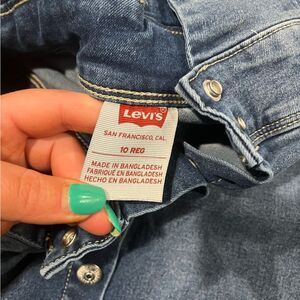 Levi's
SAN FRANCISCO, CAL.
10 REG
MADE IN BANGLADESH
FABRIQUÉ EN BANGLADESH
HECHO EN BANGLADESH